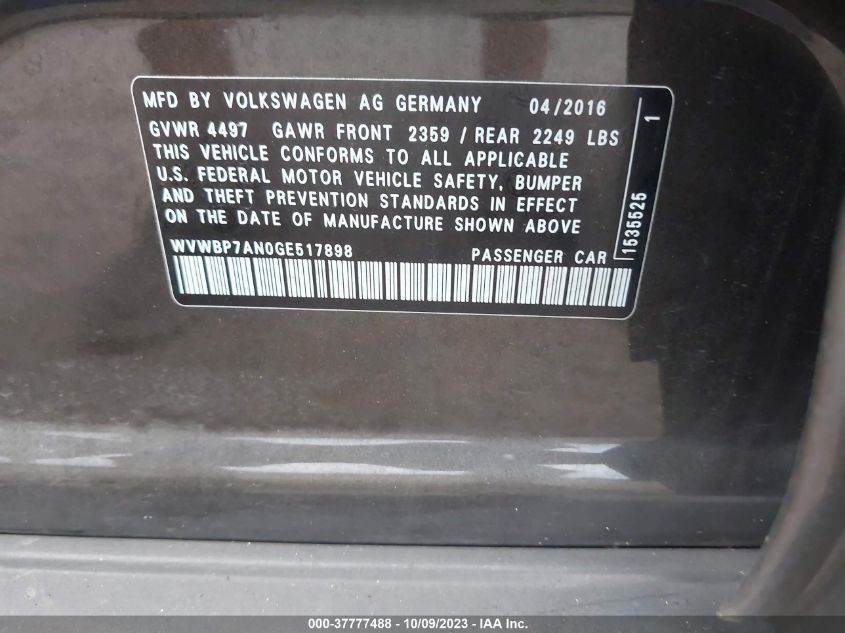 MFD BY VOLKSWAGEN AG GERMANY 04/2016
GVWR 4497 GAWR FRONT 2359 / REAR 2249 LBS
THIS VEHICLE CONFORMS TO ALL APPLICABLE
U.S. FEDERAL MOTOR VEHICLE SAFETY, BUMPER
AND THEFT PREVENTION STANDARDS IN EFFECT
ON THE DATE OF MANUFACTURE SHOWN ABOVE
WVWBP7AN0GE517898 PASSENGER CAR
1535525 1
000-37777488 - 10/09/2023 - IAA Inc.